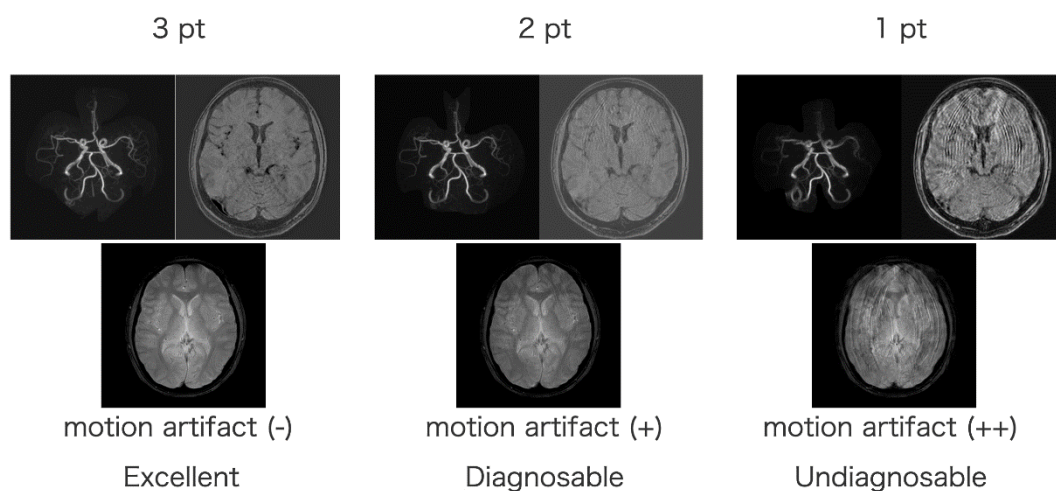 3 pt
2 pt
1 pt
motion artifact (-)
motion artifact (+)
motion artifact (++)
Excellent
Diagnosable
Undiagnosable